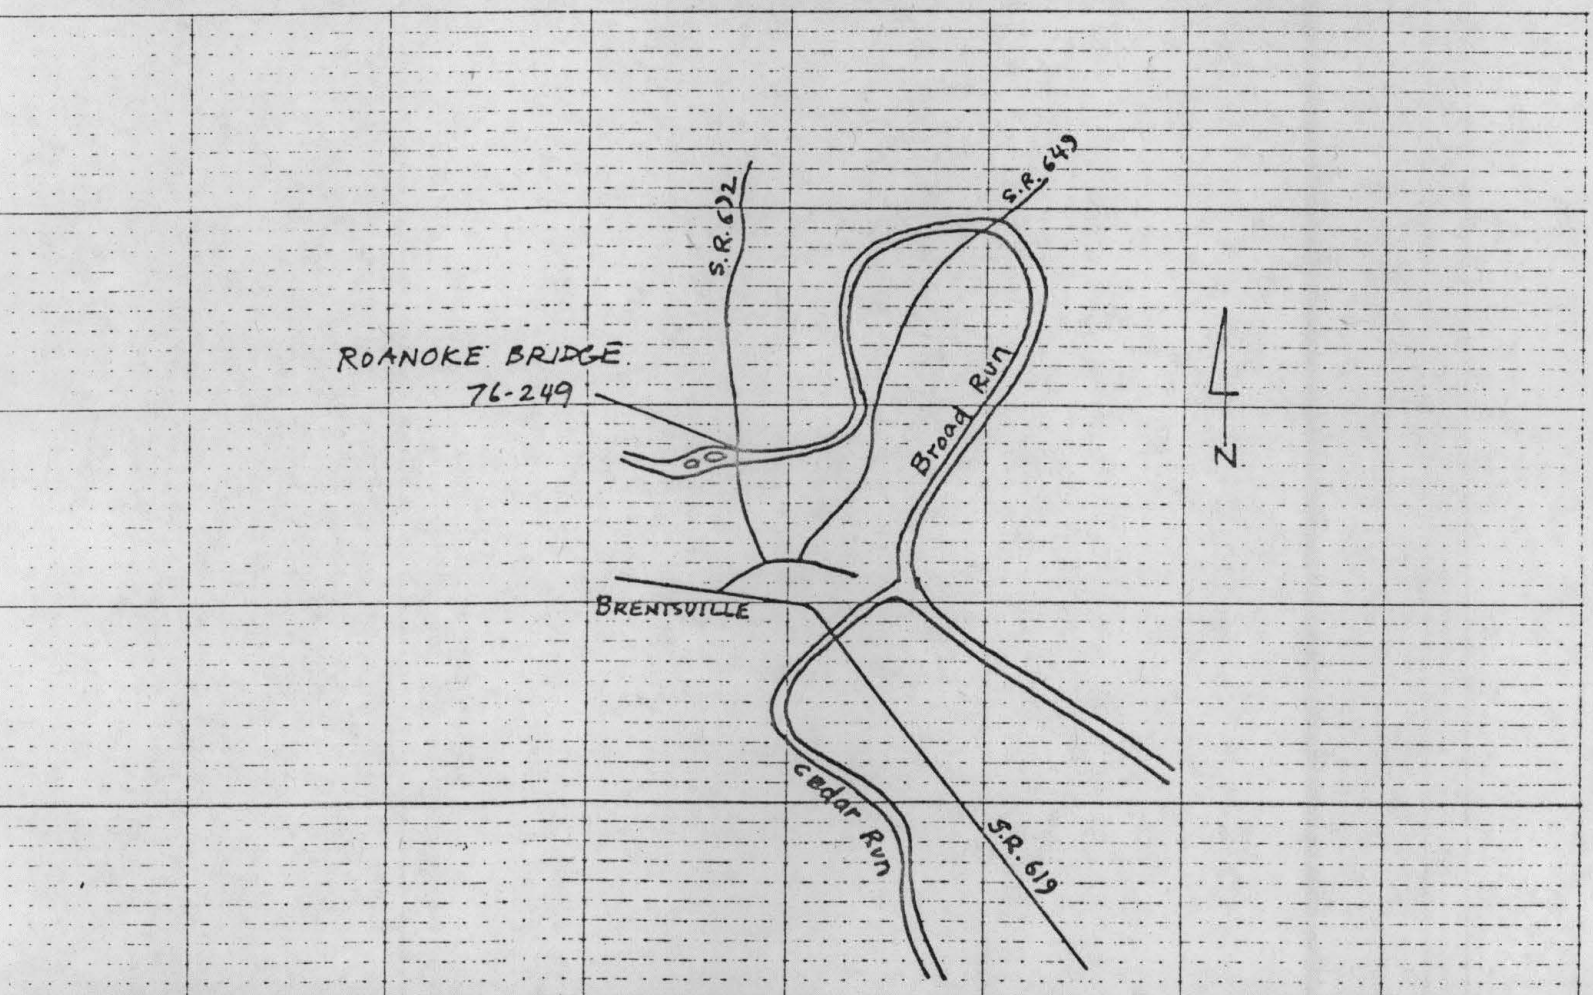 S.R. 649
S.R. 692
ROANOKE BRIDGE
76-249
Broad Run
N
BRENTSVILLE
Cedar Run
S.R. 619